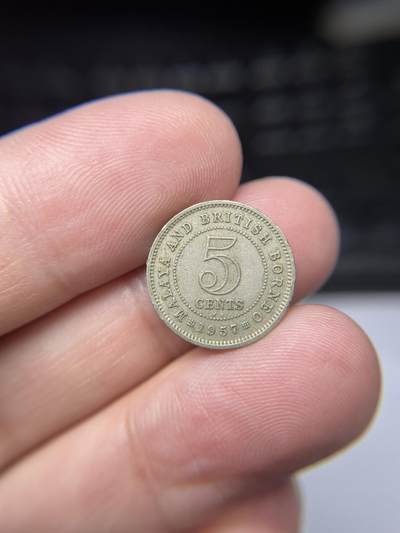 MALAYA AND BRITISH BORNEO
5
CENTS
1957